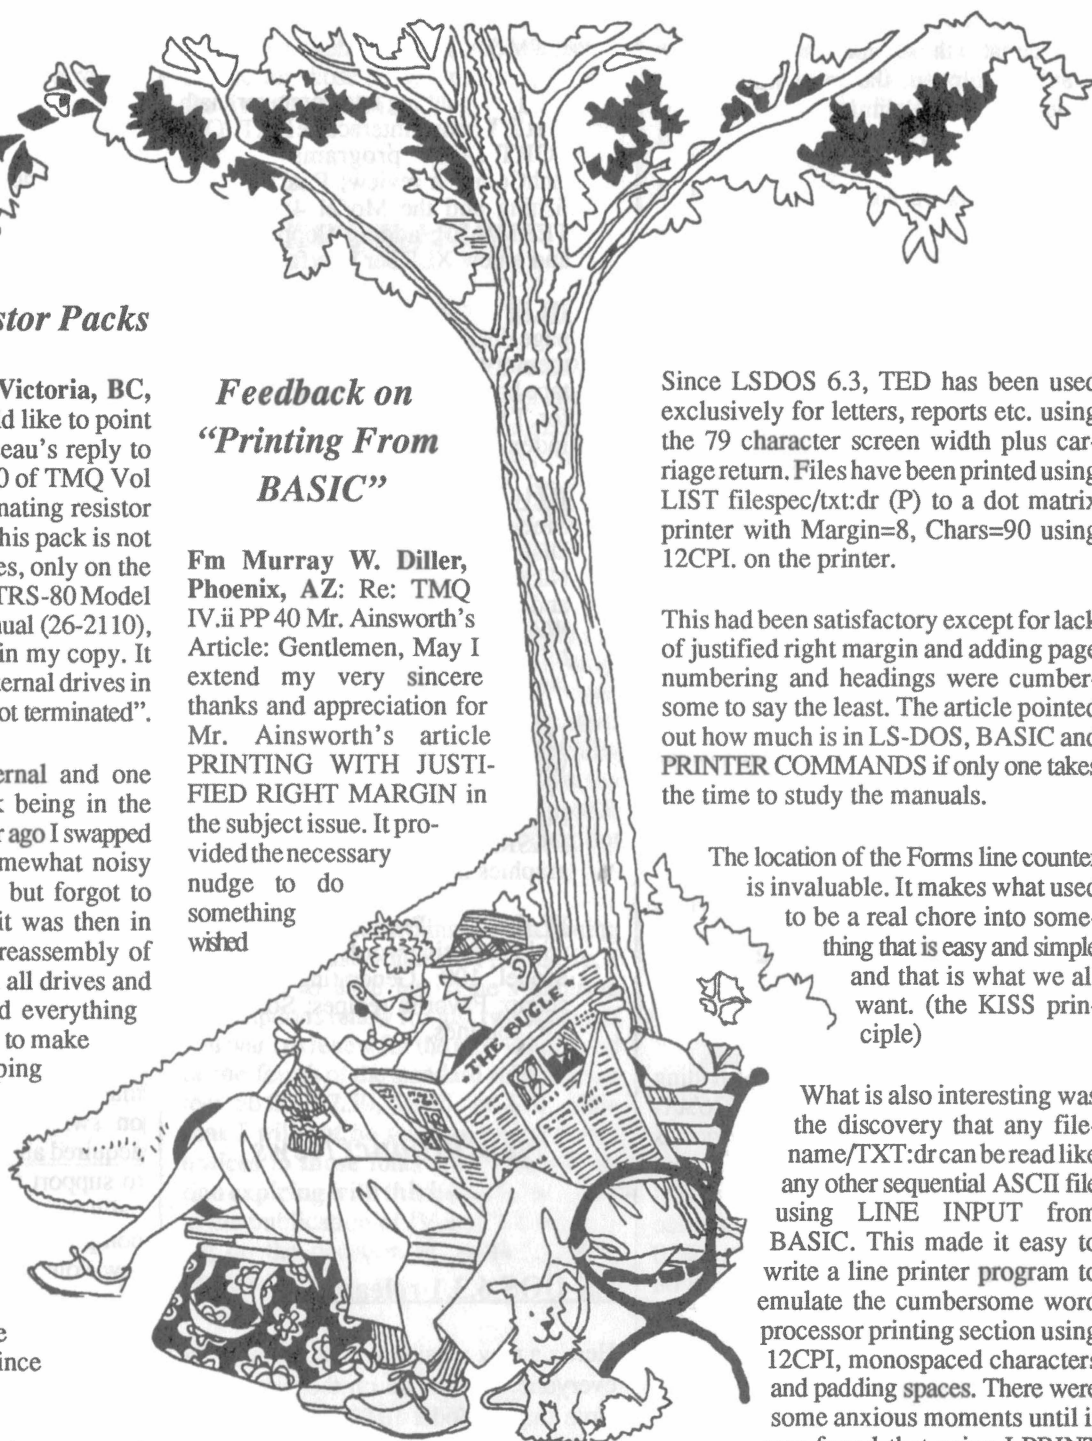 stor Packs
Victoria, BC,
ld like to point
eau's reply to
0 of TMQ Vol
nating resistor
his pack is not
es, only on the
TRS-80 Model
ual (26-2110),
in my copy. It
ternal drives in
ot terminated".
ernal and one
k being in the
r ago I swapped
mewhat noisy
but forgot to
it was then in
reassembly of
all drives and
d everything
to make
ping
e
ince
Feedback on
“Printing From
BASIC”
Fm Murray W. Diller,
Phoenix, AZ: Re: TMQ
IV.ii PP 40 Mr. Ainsworth's
Article: Gentlemen, May I
extend my very sincere
thanks and appreciation for
Mr. Ainsworth's article
PRINTING WITH JUSTI-
FIED RIGHT MARGIN in
the subject issue. It pro-
vided the necessary
nudge to do
something
wished
THE BUGLE
Since LSDOS 6.3, TED has been used
exclusively for letters, reports etc. using
the 79 character screen width plus car-
riage return. Files have been printed using
LIST filespec/txt:dr (P) to a dot matrix
printer with Margin=8, Chars=90 using
12CPI. on the printer.
This had been satisfactory except for lack
of justified right margin and adding page
numbering and headings were cumber-
some to say the least. The article pointed
out how much is in LS-DOS, BASIC and
PRINTER COMMANDS if only one takes
the time to study the manuals.
The location of the Forms line counter
is invaluable. It makes what used
to be a real chore into some-
thing that is easy and simple
and that is what we al
want. (the KISS prin-
ciple)
What is also interesting was
the discovery that any file-
name/TXT:dr can be read like
any other sequential ASCII file
using LINE INPUT from
BASIC. This made it easy to
write a line printer program to
emulate the cumbersome word
processor printing section using
12CPI, monospaced characters
and padding spaces. There were
some anxious moments until i